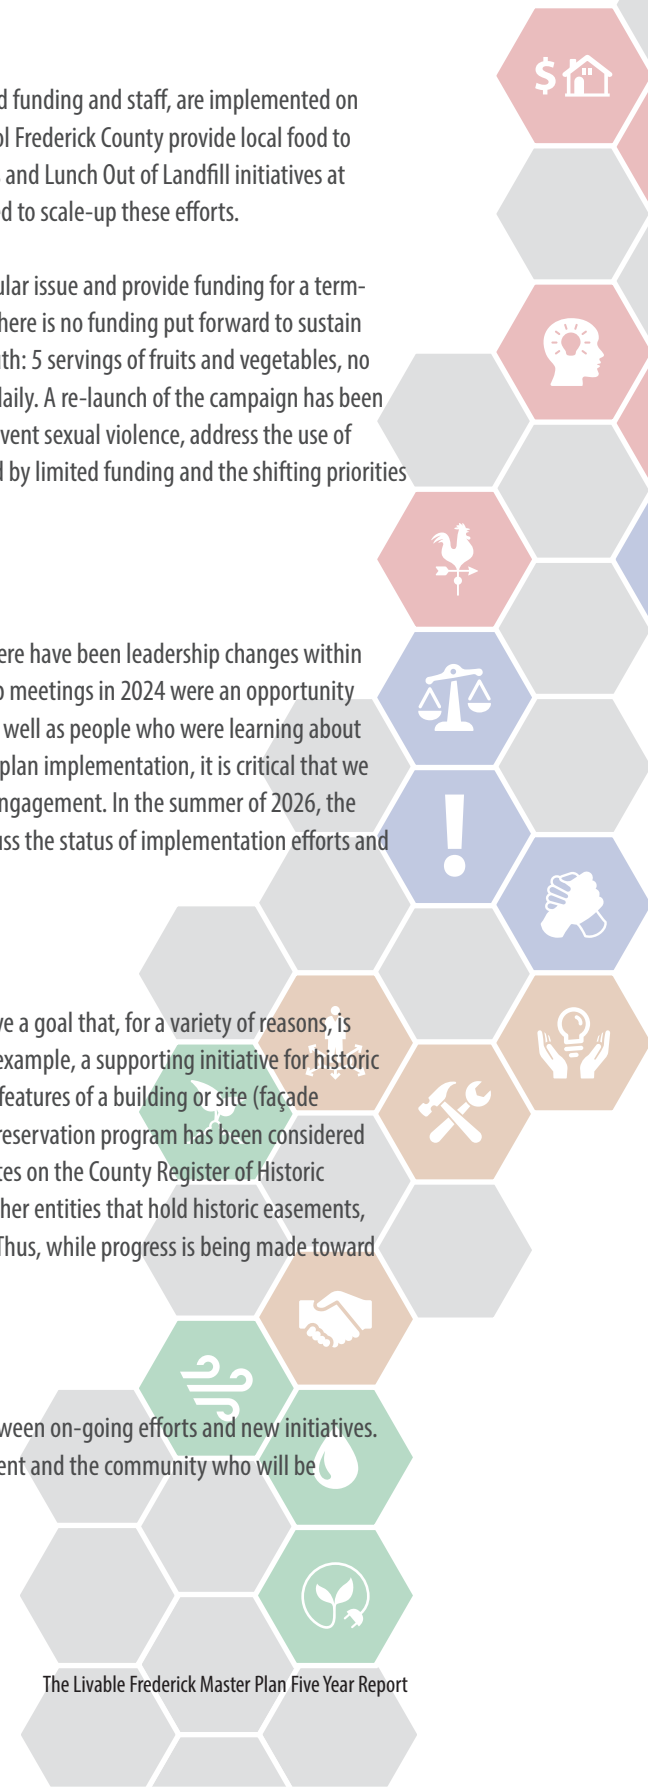 d funding and staff, are implemented on
ol Frederick County provide local food to
and Lunch Out of Landfill initiatives at
d to scale-up these efforts.
ular issue and provide funding for a term-
here is no funding put forward to sustain
uth: 5 servings of fruits and vegetables, no
daily. A re-launch of the campaign has been
vent sexual violence, address the use of
d by limited funding and the shifting priorities
ere have been leadership changes within
p meetings in 2024 were an opportunity
well as people who were learning about
plan implementation, it is critical that we
ngagement. In the summer of 2026, the
uss the status of implementation efforts and
ve a goal that, for a variety of reasons, is
example, a supporting initiative for historic
features of a building or site (façade
reservation program has been considered
tes on the County Register of Historic
her entities that hold historic easements,
Thus, while progress is being made toward
ween on-going efforts and new initiatives.
ent and the community who will be
The Livable Frederick Master Plan Five Year Report